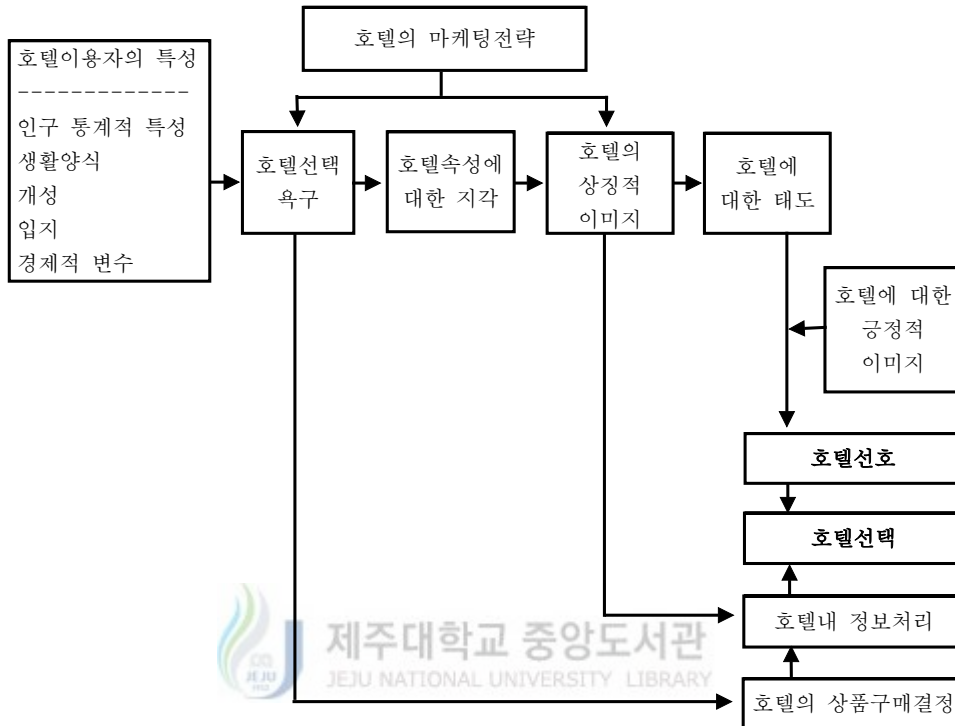 호텔의 마케팅전략
호텔이용자의 특성
-------------
인구 통계적 특성
생활양식
개성
입지
경제적 변수
호텔선택
욕구
호텔속성에
대한 지각
호텔의
상징적
이미지
호텔에
대한 태도
호텔에 대한
긍정적
이미지
호텔선호
호텔선택
호텔내 정보처리
호텔의 상품구매결정
제주대학교 중앙도서관
JEJU NATIONAL UNIVERSITY LIBRARY
JEJU
1952